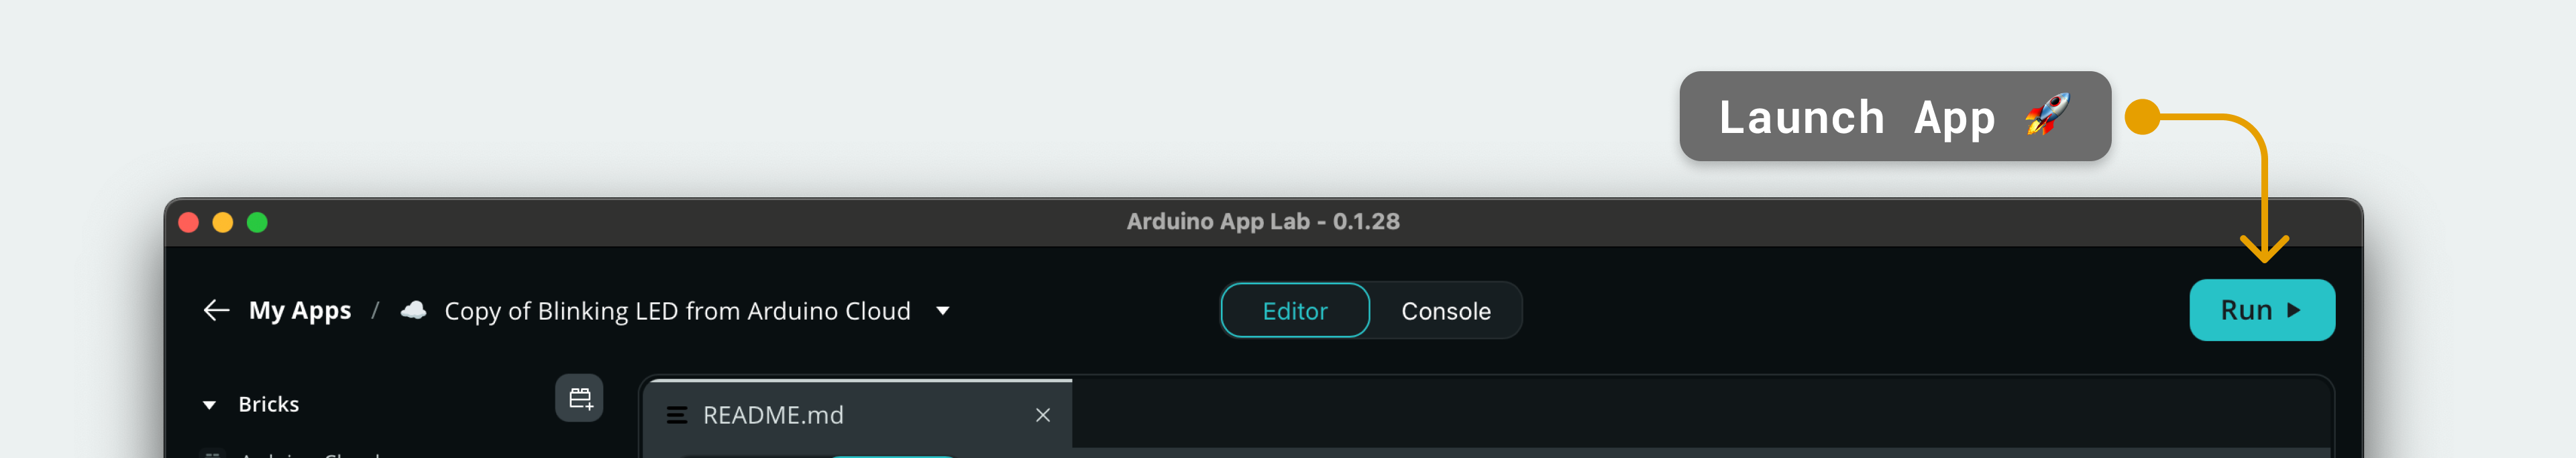 Launch App 🚀
Arduino App Lab - 0.1.28
My Apps / ☁️ Copy of Blinking LED from Arduino Cloud
Editor
Console
Run
Bricks
README.md